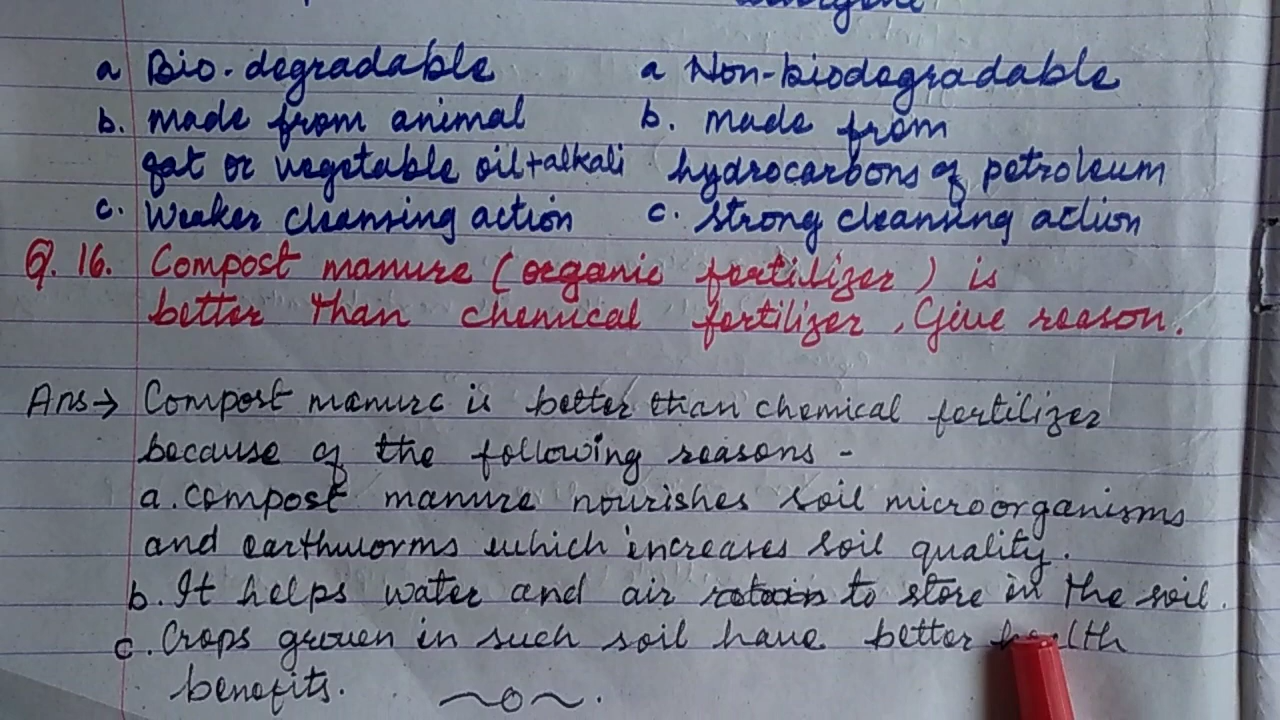 a Bio-degradable a Non-biodegradable
b. made from animal b. made from
fat or vegetable oil+alkali hydrocarbons of petroleum
c. Weaker cleansing action c. strong cleansing action
Q. 16. Compost manure (organic fertilizer) is
better than chemical fertilizer, Give reason.
Ans→ Compost manure is better than chemical fertilizer
because of the following reasons -
a. compost manure nourishes soil microorganisms
and earthworms which increases soil quality.
b. It helps water and air to store in the soil.
c. Crops grown in such soil have better health
benefits.